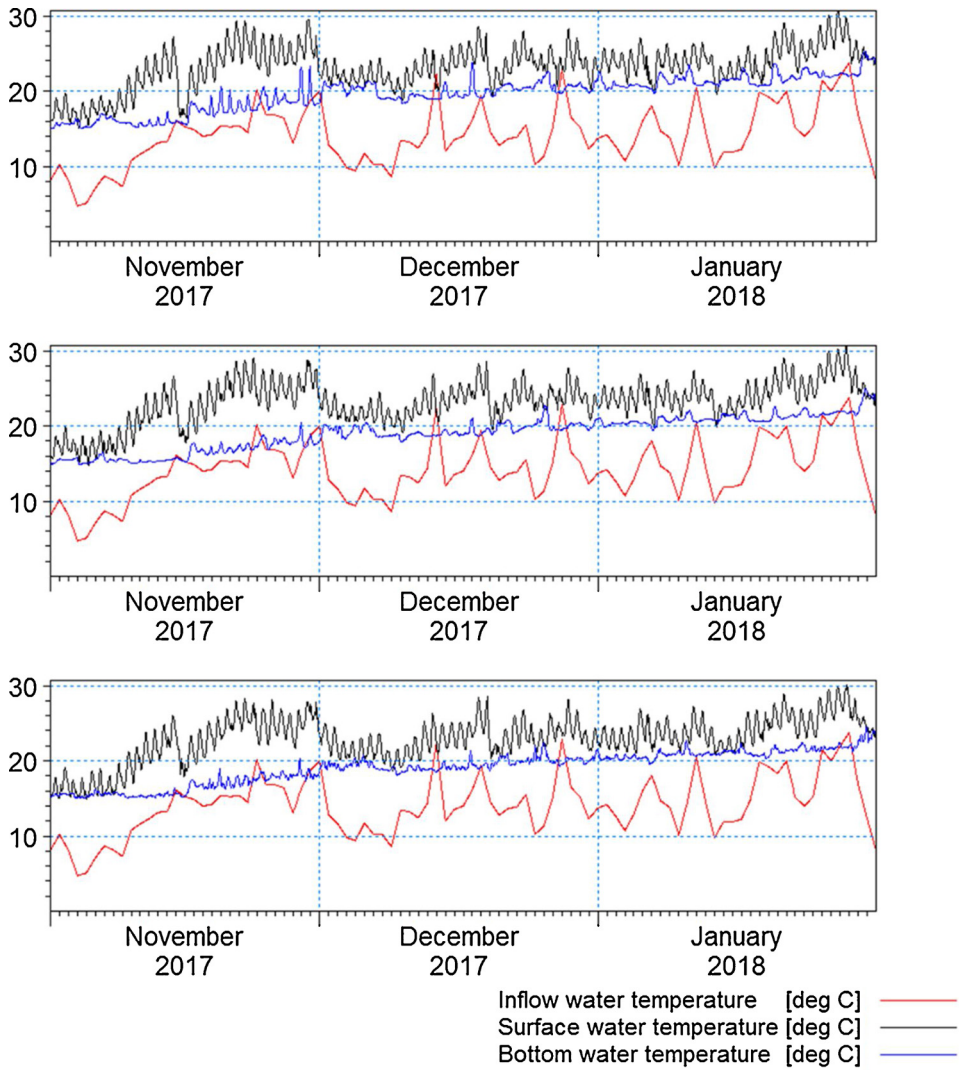 30
20
10
November
2017
December
2017
January
2018
30
20
10
November
2017
December
2017
January
2018
30
20
10
November
2017
December
2017
January
2018
Inflow water temperature [deg C]
Surface water temperature [deg C]
Bottom water temperature [deg C]